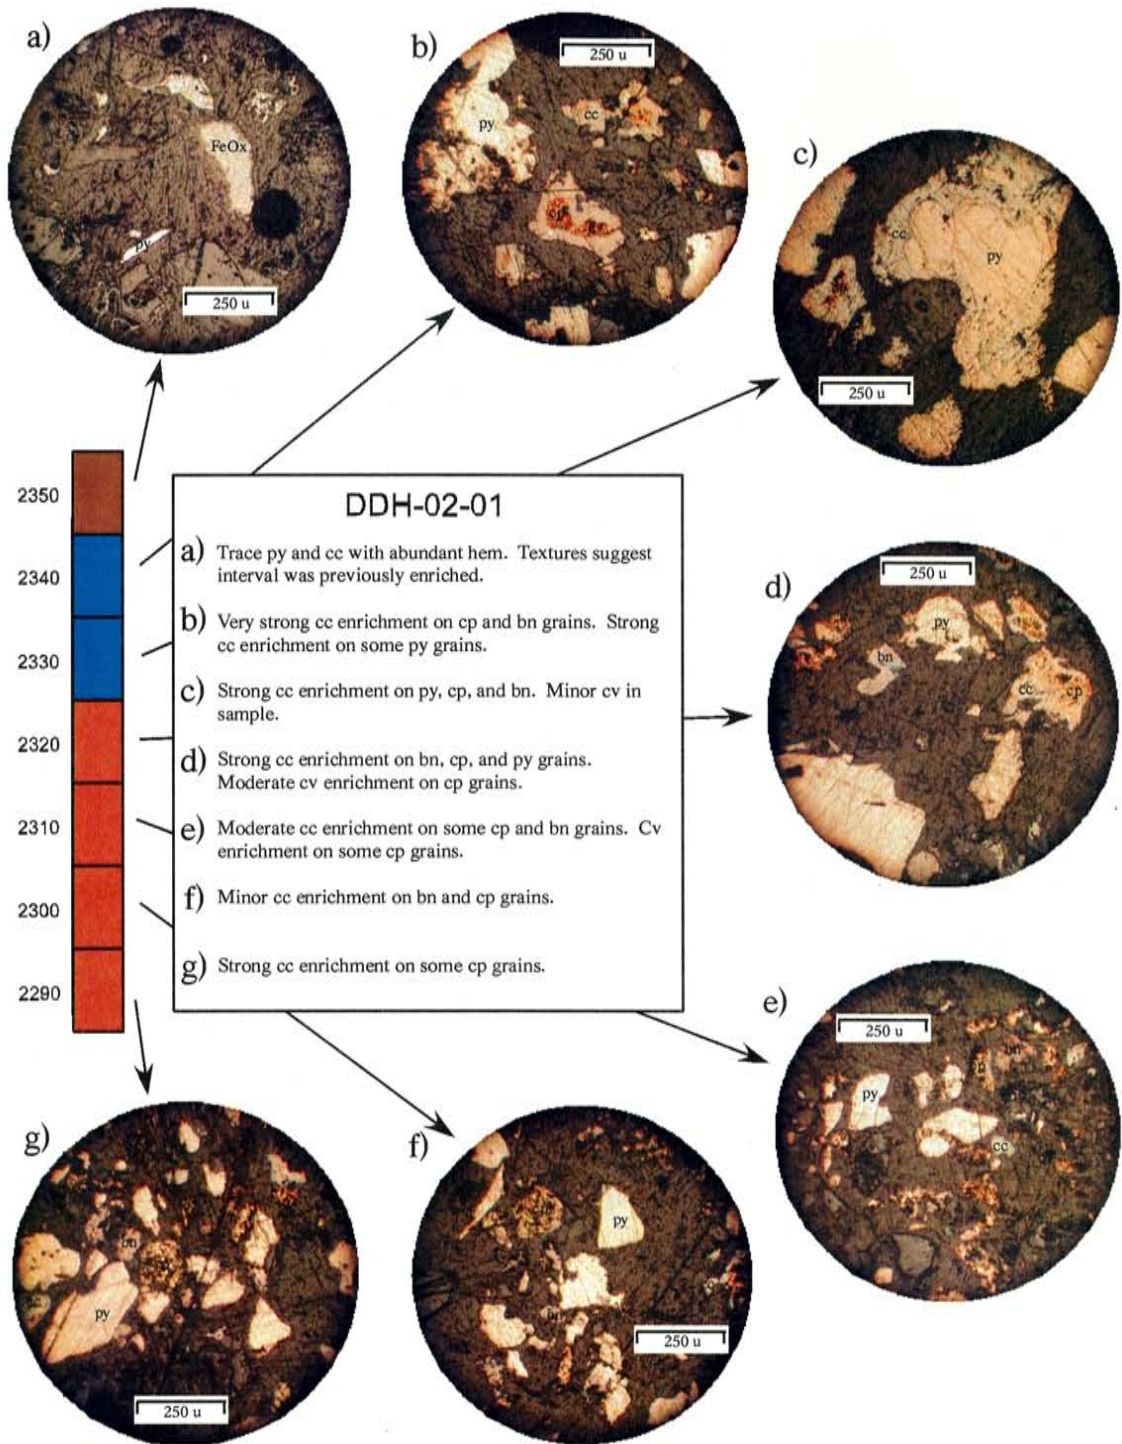 a)
FeOx
py
250 u
b)
250 u
py
cc
cp
c)
cc
py
250 u
2350
2340
2330
2320
2310
2300
2290
DDH-02-01
a) Trace py and cc with abundant hem. Textures suggest
interval was previously enriched.
b) Very strong cc enrichment on cp and bn grains. Strong
cc enrichment on some py grains.
c) Strong cc enrichment on py, cp, and bn. Minor cv in
sample.
d) Strong cc enrichment on bn, cp, and py grains.
Moderate cv enrichment on cp grains.
e) Moderate cc enrichment on some cp and bn grains. Cv
enrichment on some cp grains.
f) Minor cc enrichment on bn and cp grains.
g) Strong cc enrichment on some cp grains.
d)
250 u
py
bn
cc
cp
e)
250 u
bn
cp
py
cc
f)
py
bn
250 u
g)
bn
py
250 u